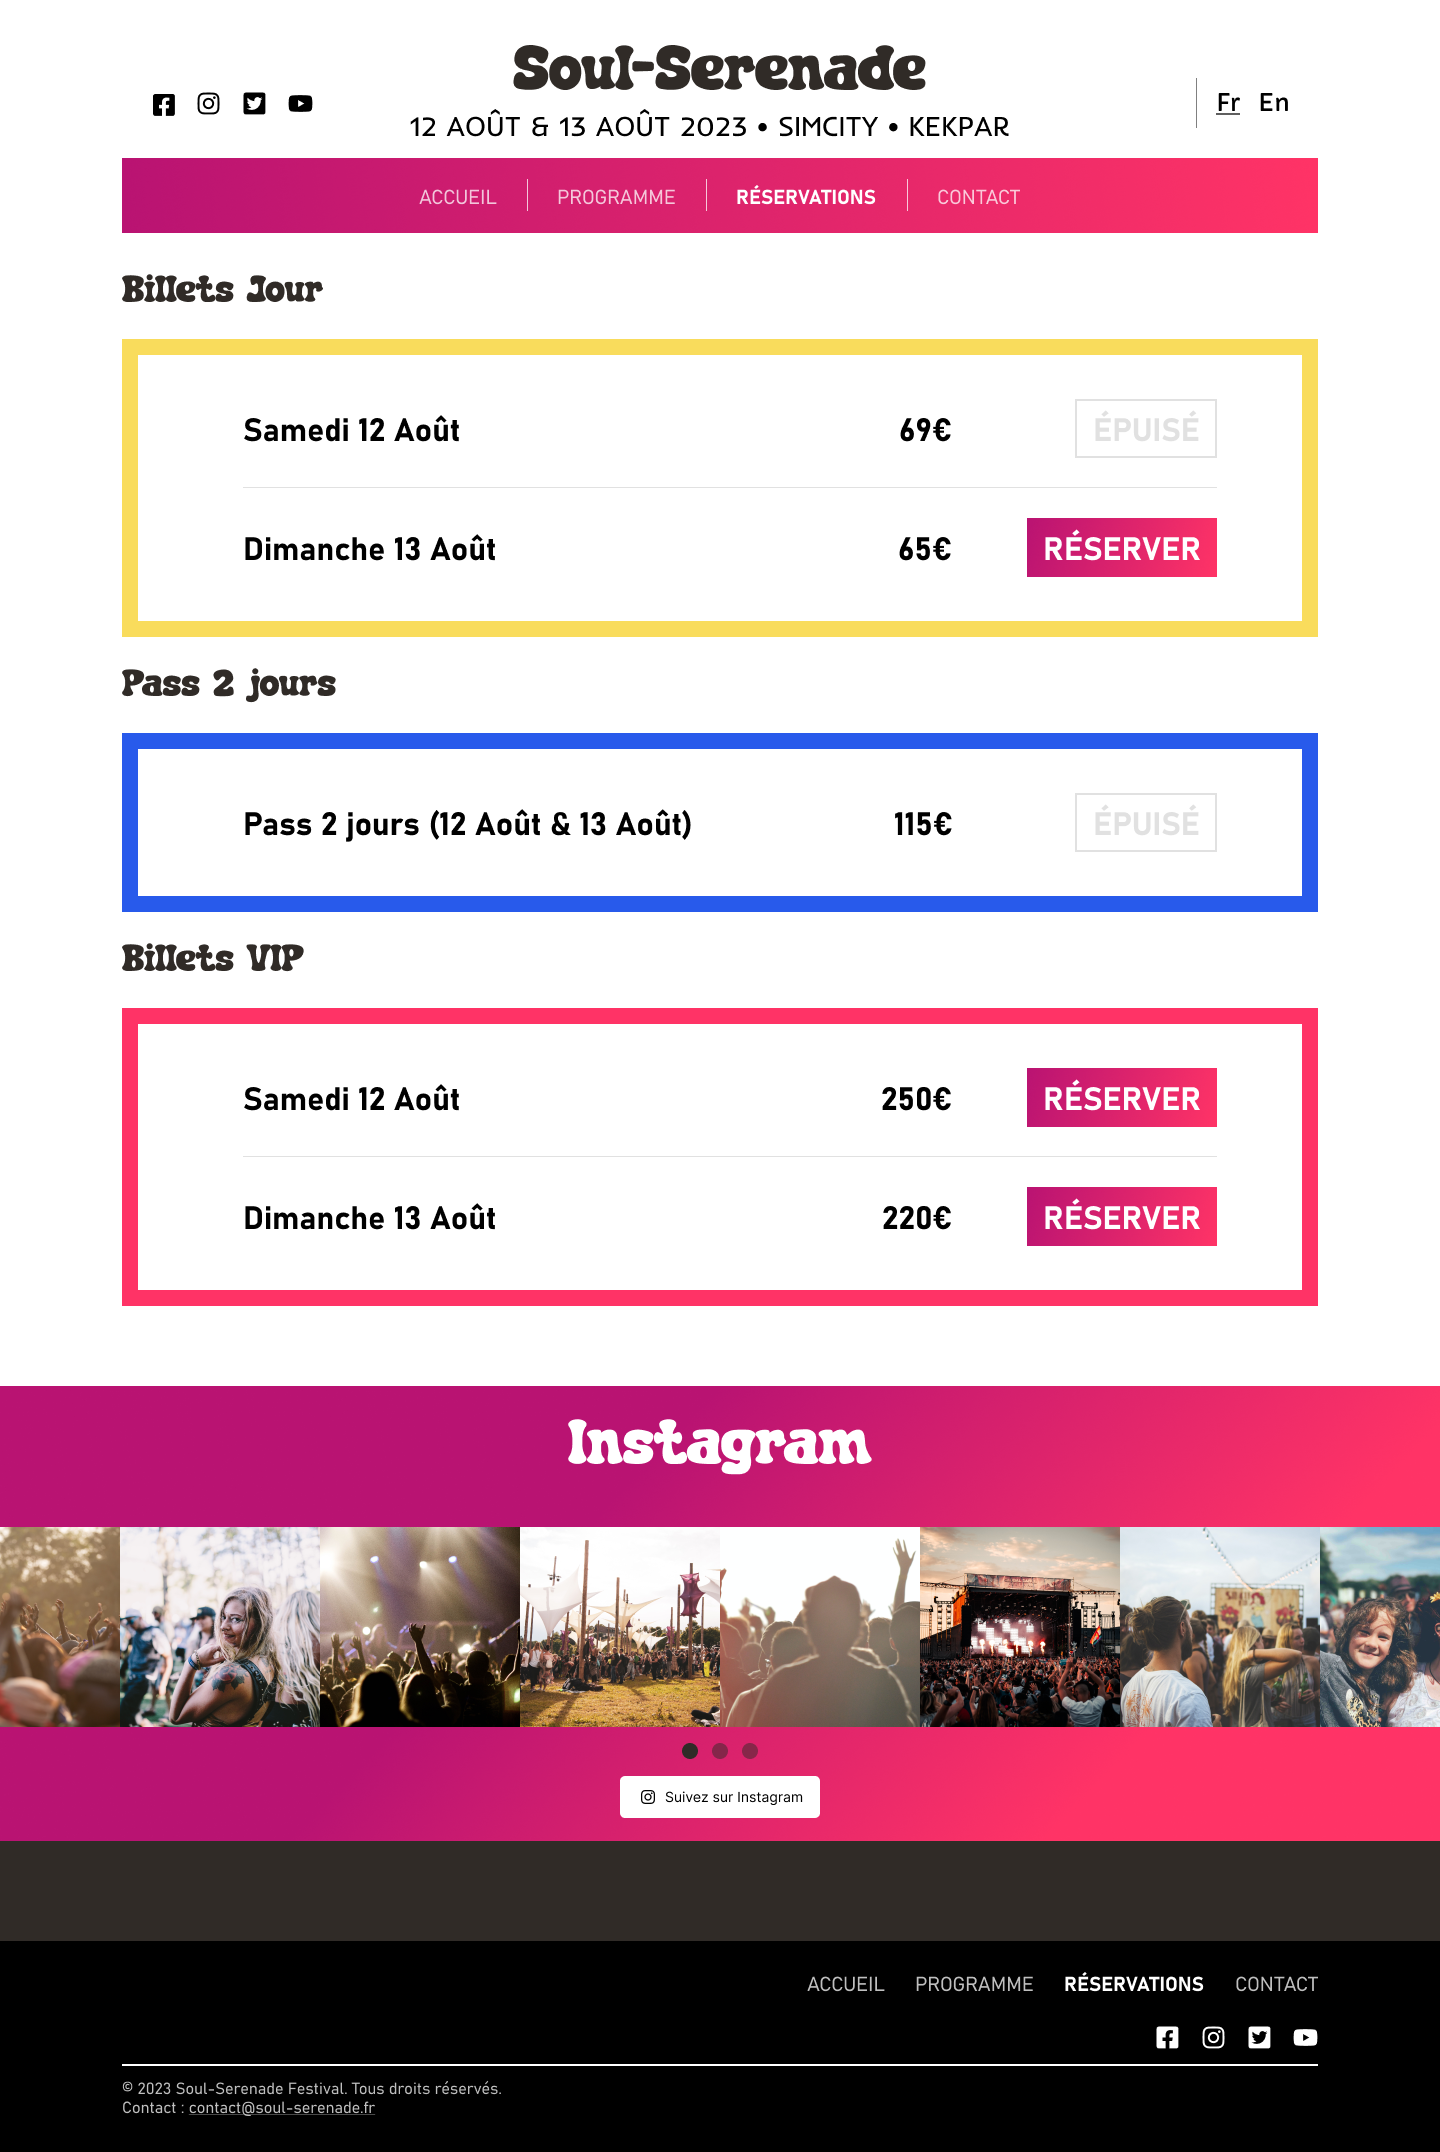 Soul-Serenade
12 AOÛT & 13 AOÛT 2023 • SIMCITY • KEKPAR
Fr En
ACCUEIL PROGRAMME RÉSERVATIONS CONTACT
Billets Jour
Samedi 12 Août 69€ ÉPUISÉ
Dimanche 13 Août 65€ RÉSERVER
Pass 2 jours
Pass 2 jours (12 Août & 13 Août) 115€ ÉPUISÉ
Billets VIP
Samedi 12 Août 250€ RÉSERVER
Dimanche 13 Août 220€ RÉSERVER
Instagram
Suivez sur Instagram
ACCUEIL PROGRAMME RÉSERVATIONS CONTACT
© 2023 Soul-Serenade Festival. Tous droits réservés.
Contact : contact@soul-serenade.fr